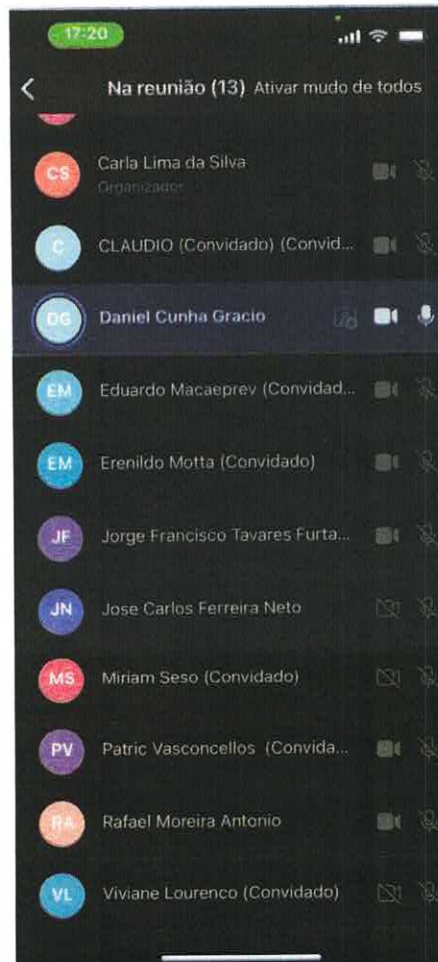 17:20
Na reunião (13) Ativar mudo de todos
CS Carla Lima da Silva
Organizador
C CLAUDIO (Convidado) (Convid...
DG Daniel Cunha Gracio
EM Eduardo Macaeprev (Convidad...
EM Erenildo Motta (Convidado)
JF Jorge Francisco Tavares Furta...
JN Jose Carlos Ferreira Neto
MS Miriam Seso (Convidado)
PV Patric Vasconcellos (Convida...
RA Rafael Moreira Antonio
VL Viviane Lourenco (Convidado)